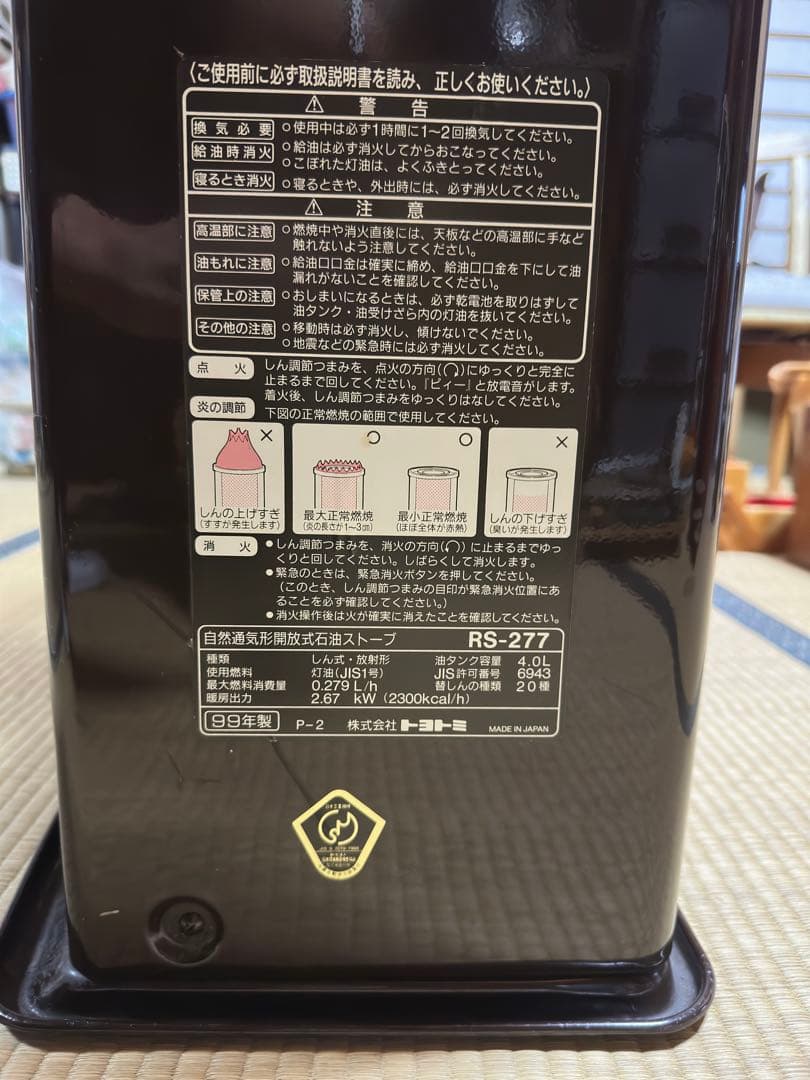 〈ご使用前に必ず取扱説明書を読み、正しくお使いください。〉
⚠ 警告
換気必要 ○使用中は必ず1時間に1〜2回換気してください。
給油時消火 ○給油は必ず消火してからおこなってください。
○こぼれた灯油は、よくふきとってください。
寝るとき消火 ○寝るときや、外出時には、必ず消火してください。
⚠ 注意
高温部に注意 ○燃焼中や消火直後には、天板などの高温部に手など
触れないよう注意してください。
油もれに注意 ○給油口口金は確実に締め、給油口口金を下にして油
漏れがないことを確認してください。
保管上の注意 ○おしまいになるときは、必ず乾電池を取りはずして
油タンク・油受けざら内の灯油を抜いてください。
その他の注意 ○移動時は必ず消火し、傾けないでください。
○地震などの緊急時には必ず消火してください。
点火 しん調節つまみを、点火の方向(↷)にゆっくりと完全に
止まるまで回してください。『ビィー』と放電音がします。
着火後、しん調節つまみをゆっくりはなしてください。
炎の調節 下図の正常燃焼の範囲で使用してください。
× ○ ○ ×
しんの上げすぎ
(すすが発生します)
最大正常燃焼
(炎の長さが1〜3cm)
最小正常燃焼
(ほぼ全体が赤熱)
しんの下げすぎ
(臭いが発生します)
消火 ●しん調節つまみを、消火の方向(↶)に止まるまでゆっ
くりと回してください。しばらくして消火します。
●緊急のときは、緊急消火ボタンを押してください。
(このとき、しん調節つまみの目印が緊急消火位置にあ
ることを必ず確認してください。)
●消火操作後は火が確実に消えたことを確認してください。
自然通気形開放式石油ストーブ RS-277
種類 しん式・放射形 油タンク容量 4.0L
使用燃料 灯油(JIS1号) JIS許可番号 6943
最大燃料消費量 0.279 L/h 替しんの種類 20種
暖房出力 2.67 kW (2300kcal/h)
99年製 P-2 株式会社トヨトミ MADE IN JAPAN